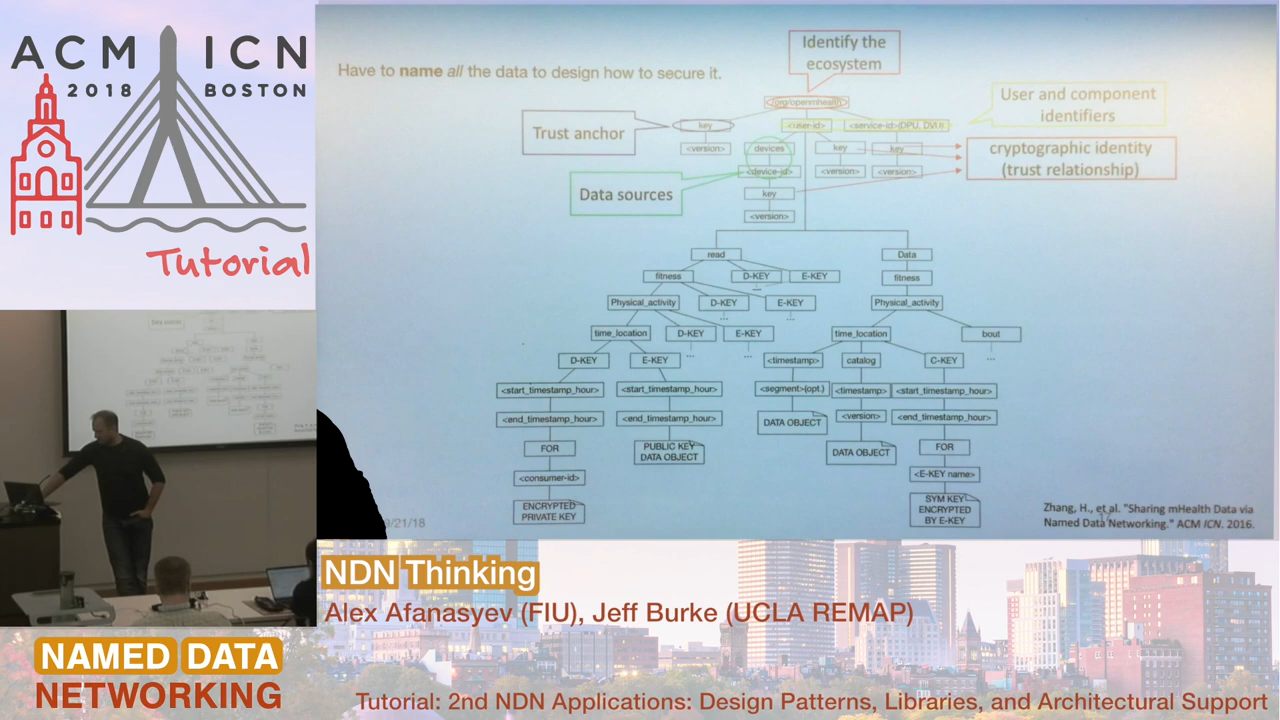 ACM ICN
2018 BOSTON
Tutorial
Have to name all the data to design how to secure it.
Identify the
ecosystem
/org/openmhealth
Trust anchor
User and component
identifiers
key
<user-id>
<service-id>(DPU, DVU)
<version>
devices
key
key
cryptographic identity
(trust relationship)
<device-id>
<version>
<version>
Data sources
key
<version>
read
Data
fitness
D-KEY
E-KEY
fitness
Physical_activity
D-KEY
E-KEY
Physical_activity
...
...
time_location
D-KEY
E-KEY
time_location
bout
...
...
...
D-KEY
E-KEY
<timestamp>
catalog
C-KEY
<start_timestamp_hour>
<start_timestamp_hour>
<segment>(opt.)
<timestamp>
<start_timestamp_hour>
<end_timestamp_hour>
<end_timestamp_hour>
DATA OBJECT
<version>
<end_timestamp_hour>
FOR
PUBLIC KEY
DATA OBJECT
DATA OBJECT
FOR
<consumer-id>
<E-KEY name>
ENCRYPTED
PRIVATE KEY
SYM KEY
ENCRYPTED
BY E-KEY
Zhang, H., et al. "Sharing mHealth Data via
Named Data Networking." ACM ICN. 2016.
/21/18
NDN Thinking
Alex Afanasyev (FIU), Jeff Burke (UCLA REMAP)
NAMED DATA
NETWORKING
Tutorial: 2nd NDN Applications: Design Patterns, Libraries, and Architectural Support